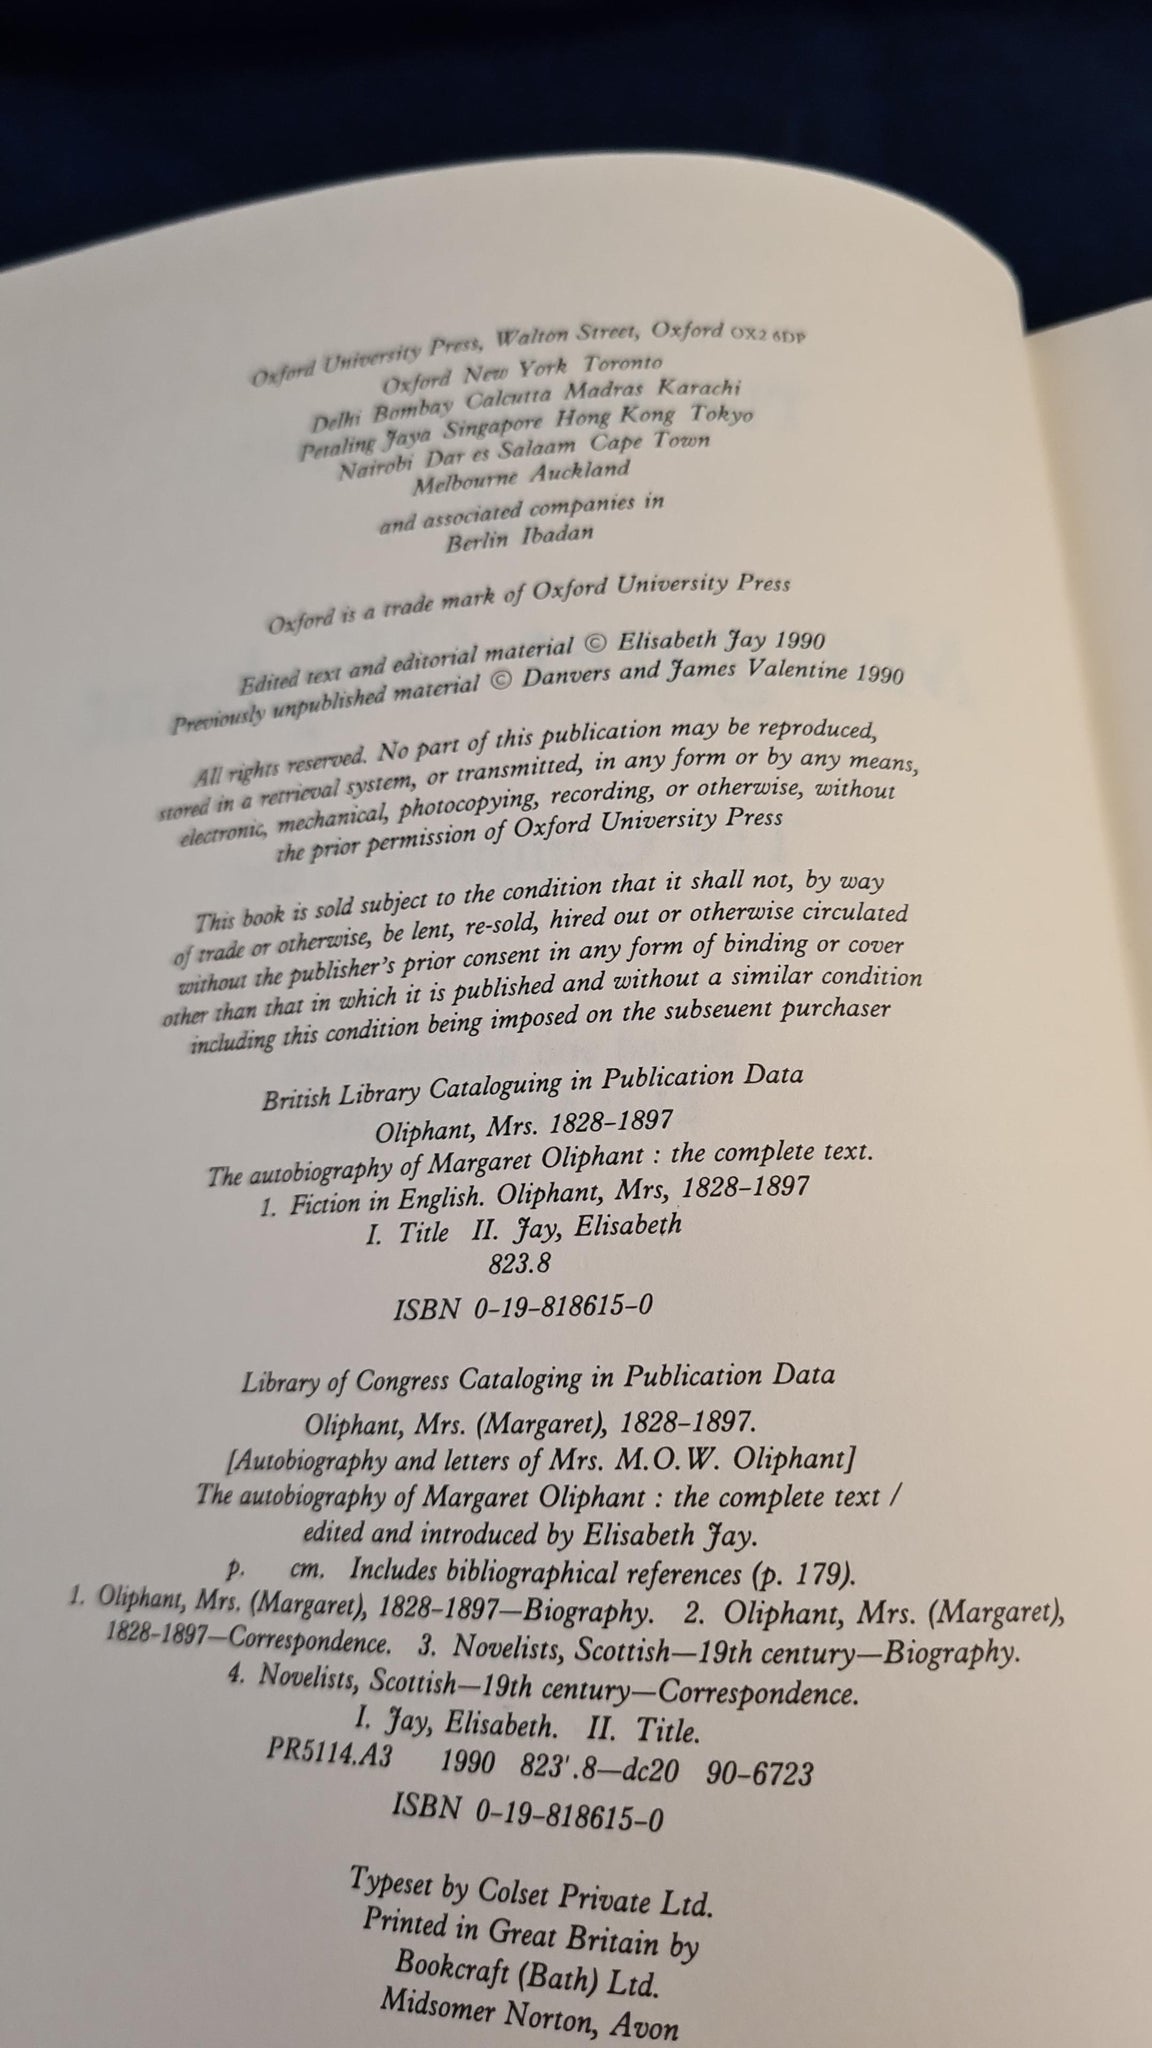 Oxford University Press, Walton Street, Oxford OX2 6DP
Oxford New York Toronto
Delhi Bombay Calcutta Madras Karachi
Petaling Jaya Singapore Hong Kong Tokyo
Nairobi Dar es Salaam Cape Town
Melbourne Auckland
and associated companies in
Berlin Ibadan
Oxford is a trade mark of Oxford University Press
Edited text and editorial material © Elisabeth Jay 1990
Previously unpublished material © Danvers and James Valentine 1990
All rights reserved. No part of this publication may be reproduced,
stored in a retrieval system, or transmitted, in any form or by any means,
electronic, mechanical, photocopying, recording, or otherwise, without
the prior permission of Oxford University Press
This book is sold subject to the condition that it shall not, by way
of trade or otherwise, be lent, re-sold, hired out or otherwise circulated
without the publisher's prior consent in any form of binding or cover
other than that in which it is published and without a similar condition
including this condition being imposed on the subseuent purchaser
British Library Cataloguing in Publication Data
Oliphant, Mrs. 1828–1897
The autobiography of Margaret Oliphant : the complete text.
1. Fiction in English. Oliphant, Mrs, 1828–1897
I. Title II. Jay, Elisabeth
823.8
ISBN 0–19–818615–0
Library of Congress Cataloging in Publication Data
Oliphant, Mrs. (Margaret), 1828–1897.
[Autobiography and letters of Mrs. M.O.W. Oliphant]
The autobiography of Margaret Oliphant : the complete text /
edited and introduced by Elisabeth Jay.
p. cm. Includes bibliographical references (p. 179).
1. Oliphant, Mrs. (Margaret), 1828–1897—Biography. 2. Oliphant, Mrs. (Margaret),
1828–1897—Correspondence. 3. Novelists, Scottish—19th century—Biography.
4. Novelists, Scottish—19th century—Correspondence.
I. Jay, Elisabeth. II. Title.
PR5114.A3 1990 823'.8—dc20 90–6723
ISBN 0–19–818615–0
Typeset by Colset Private Ltd.
Printed in Great Britain by
Bookcraft (Bath) Ltd.
Midsomer Norton, Avon